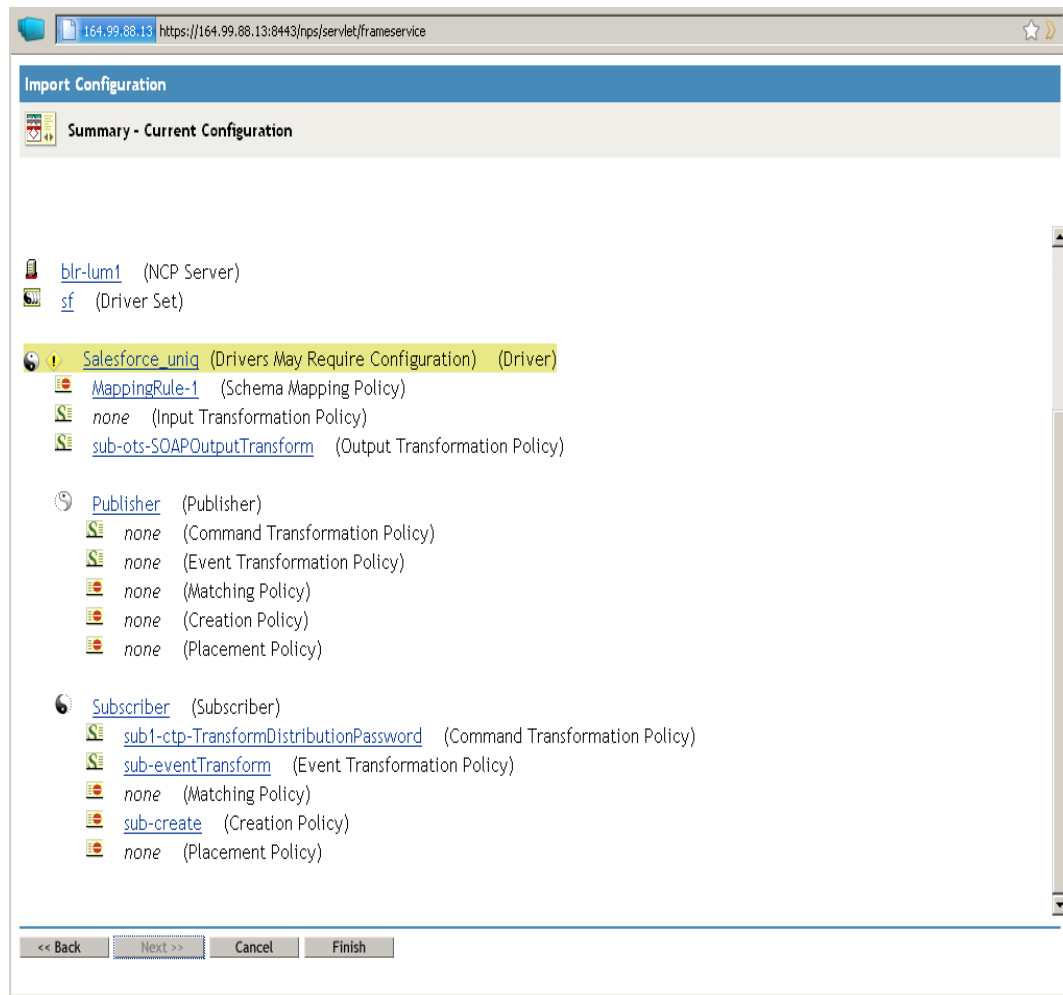 164.99.88.13 https://164.99.88.13:8443/nps/servlet/frameservice
Import Configuration
Summary - Current Configuration
blr-lum1 (NCP Server)
sf (Driver Set)
Salesforce_uniq (Drivers May Require Configuration) (Driver)
MappingRule-1 (Schema Mapping Policy)
none (Input Transformation Policy)
sub-ots-SOAPOutputTransform (Output Transformation Policy)
Publisher (Publisher)
none (Command Transformation Policy)
none (Event Transformation Policy)
none (Matching Policy)
none (Creation Policy)
none (Placement Policy)
Subscriber (Subscriber)
sub1-ctp-TransformDistributionPassword (Command Transformation Policy)
sub-eventTransform (Event Transformation Policy)
none (Matching Policy)
sub-create (Creation Policy)
none (Placement Policy)
<< Back Next >> Cancel Finish